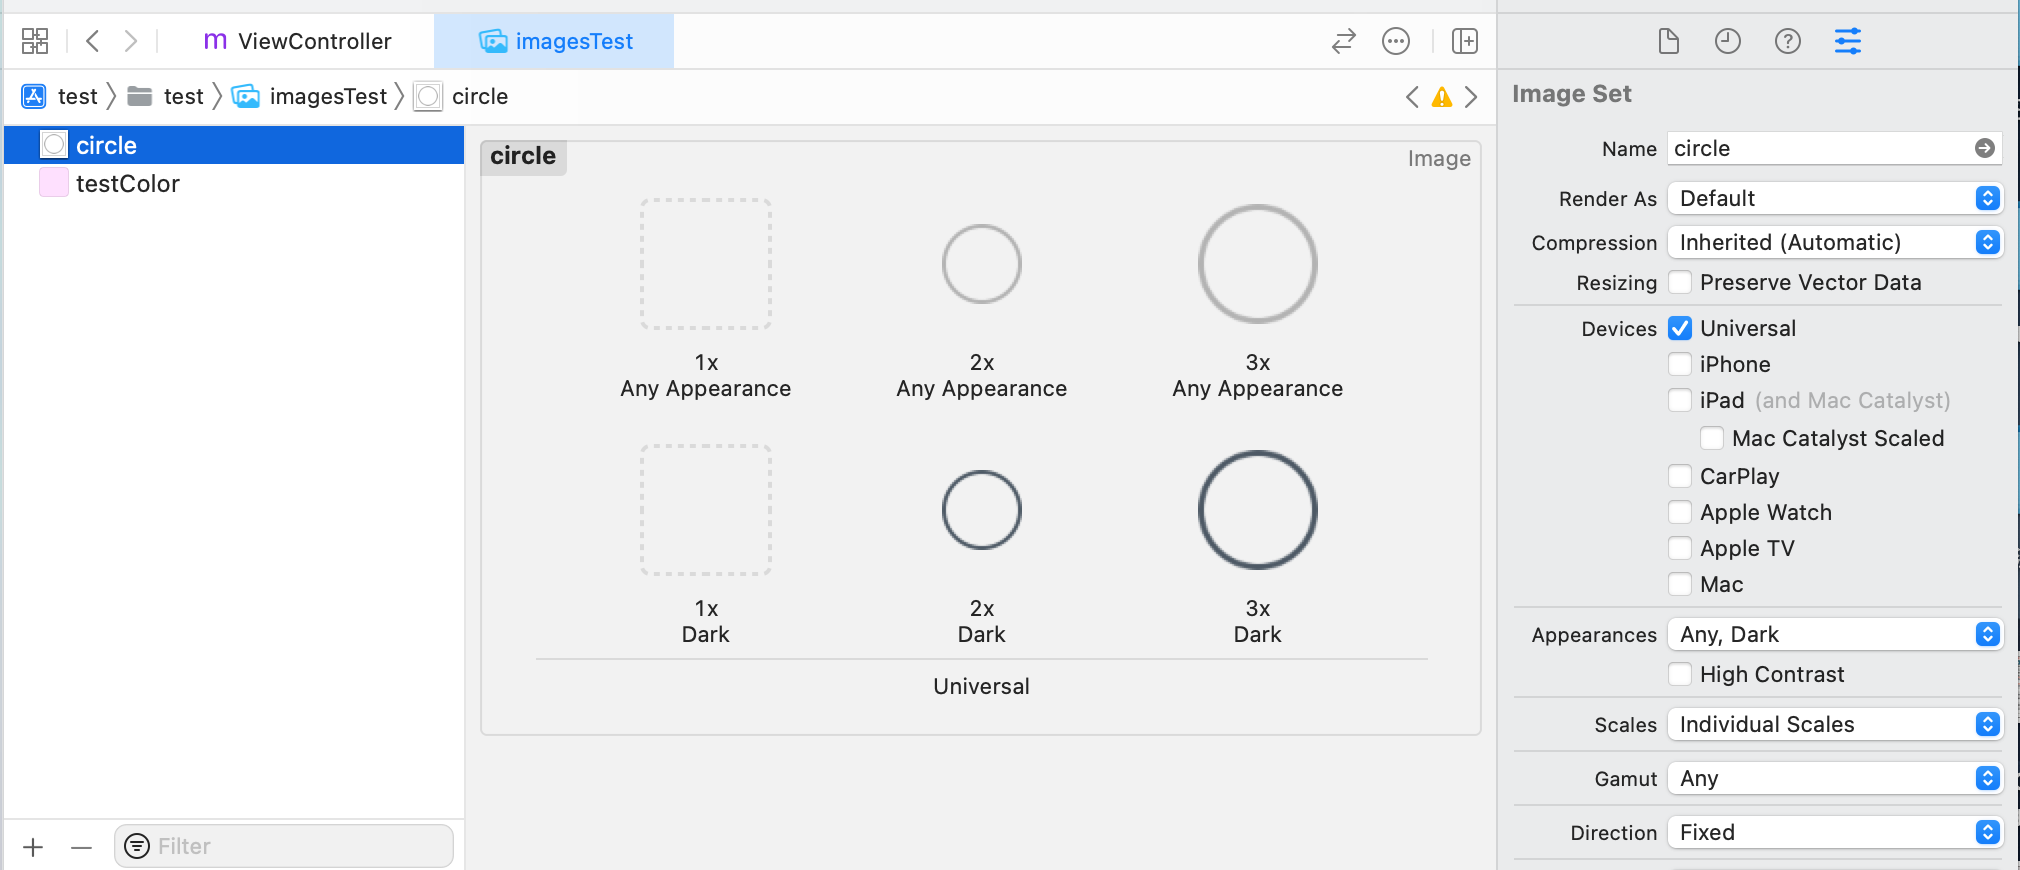 ViewController
imagesTest
test
test
imagesTest
circle
circle
testColor
Filter
circle
Image
1x
Any Appearance
2x
Any Appearance
3x
Any Appearance
1x
Dark
2x
Dark
3x
Dark
Universal
Image Set
Name circle
Render As Default
Compression Inherited (Automatic)
Resizing Preserve Vector Data
Devices Universal
iPhone
iPad (and Mac Catalyst)
Mac Catalyst Scaled
CarPlay
Apple Watch
Apple TV
Mac
Appearances Any, Dark
High Contrast
Scales Individual Scales
Gamut Any
Direction Fixed